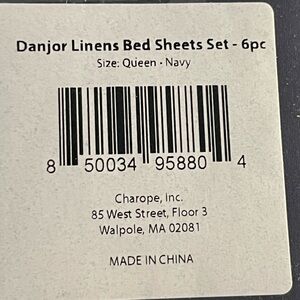 Danjor Linens Bed Sheets Set - 6pc
Size: Queen - Navy
8 50034 95880 4
Charope, Inc.
85 West Street, Floor 3
Walpole, MA 02081
MADE IN CHINA